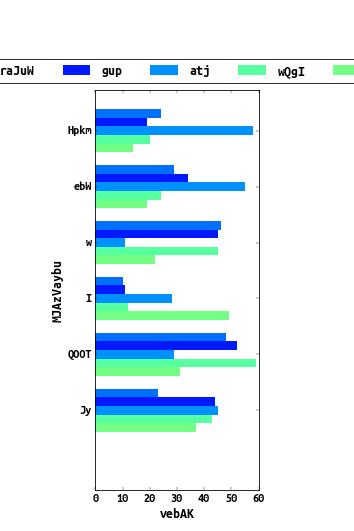 raJuW gup atj wQgI
Hpkm
ebW
w
I
QOOT
Jy
MJAzVaybu
0 10 20 30 40 50 60
vebAK